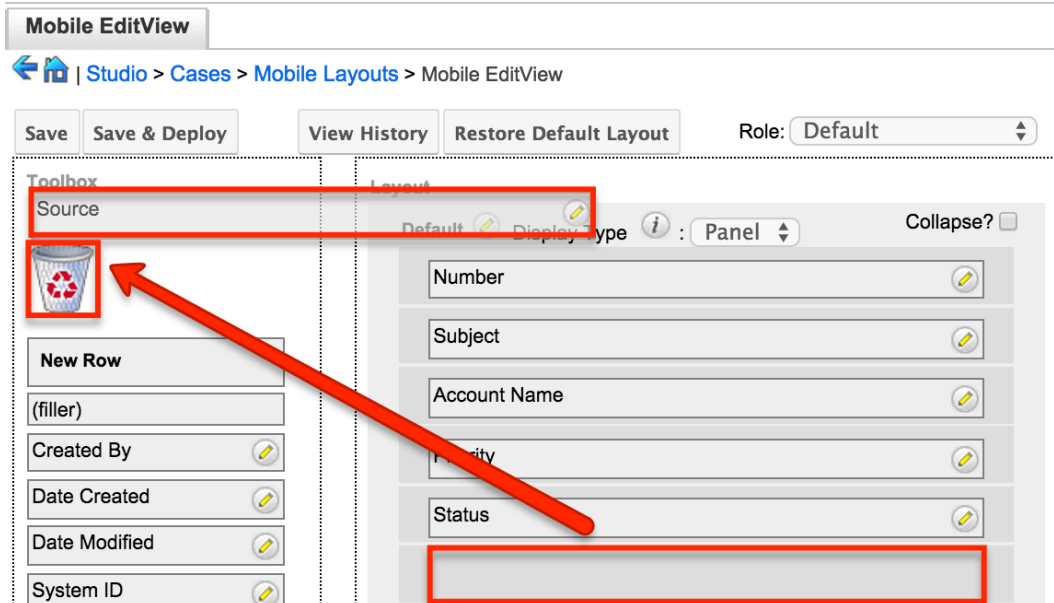 Mobile EditView
| Studio > Cases > Mobile Layouts > Mobile EditView
Save Save & Deploy View History Restore Default Layout Role: Default
Toolbox
Source
Layout
Default Display Type i : Panel Collapse?
New Row
(filler)
Created By
Date Created
Date Modified
System ID
Number
Subject
Account Name
Priority
Status